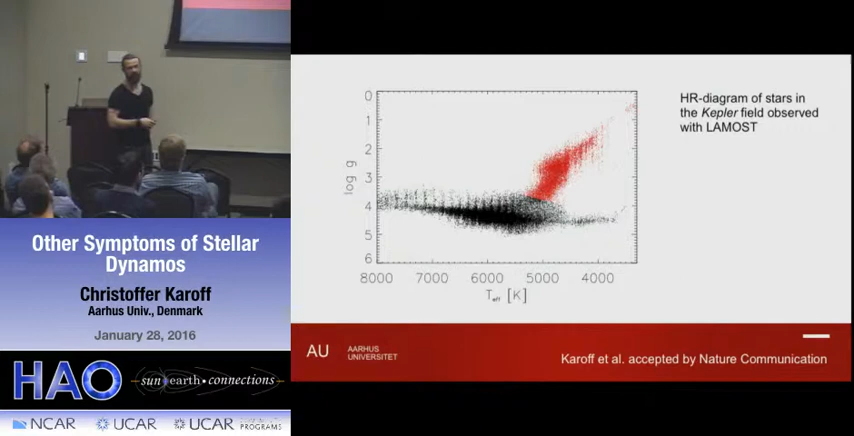 Other Symptoms of Stellar
Dynamos
Christoffer Karoff
Aarhus Univ., Denmark
January 28, 2016
HAO
sun earth • connections
NCAR
UCAR
UCAR
PROGRAMS
0
1
2
3
4
5
6
log g
8000 7000 6000 5000 4000
Teff [K]
HR-diagram of stars in
the Kepler field observed
with LAMOST
AU
AARHUS
UNIVERSITET
Karoff et al. accepted by Nature Communication